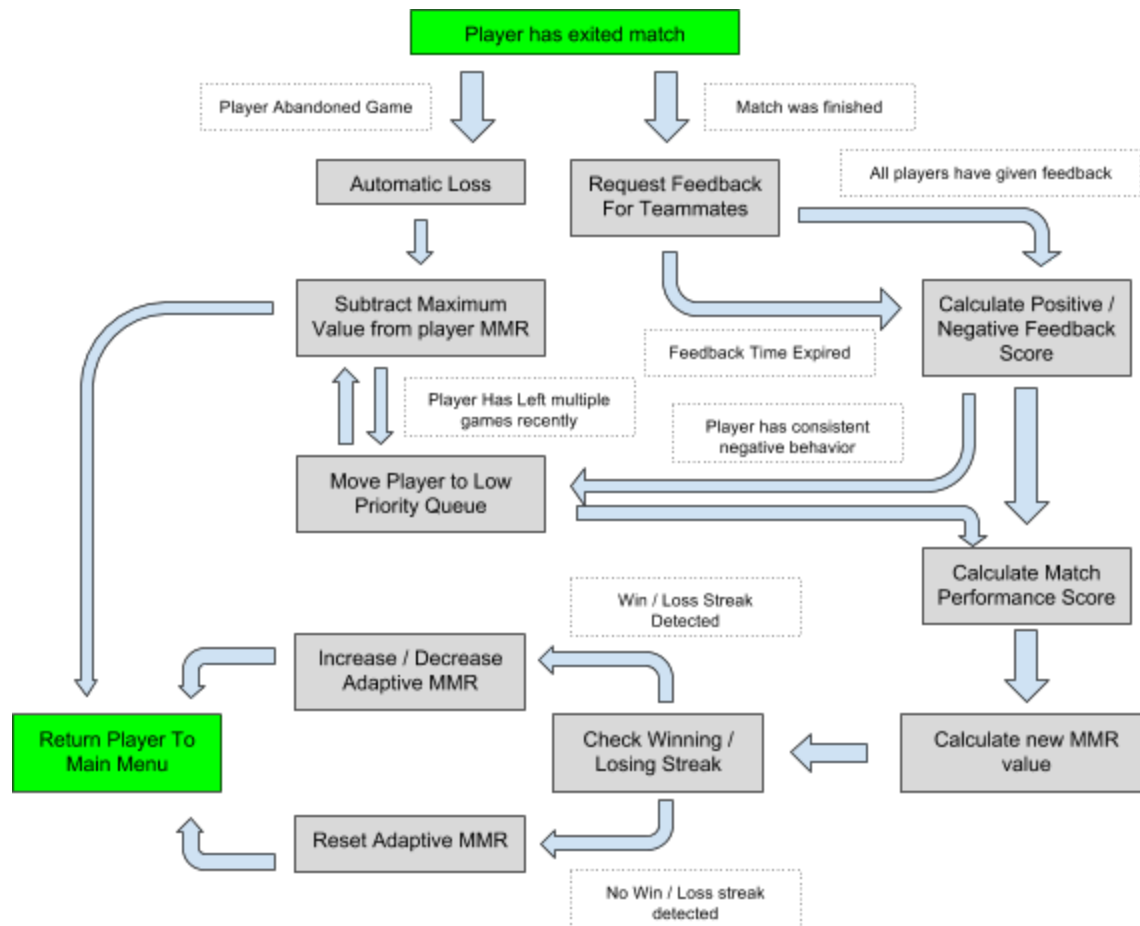 Player has exited match
Player Abandoned Game
Match was finished
All players have given feedback
Automatic Loss
Request Feedback
For Teammates
Subtract Maximum
Value from player MMR
Calculate Positive /
Negative Feedback
Score
Feedback Time Expired
Player Has Left multiple
games recently
Player has consistent
negative behavior
Move Player to Low
Priority Queue
Calculate Match
Performance Score
Win / Loss Streak
Detected
Increase / Decrease
Adaptive MMR
Return Player To
Main Menu
Check Winning /
Losing Streak
Calculate new MMR
value
Reset Adaptive MMR
No Win / Loss streak
detected